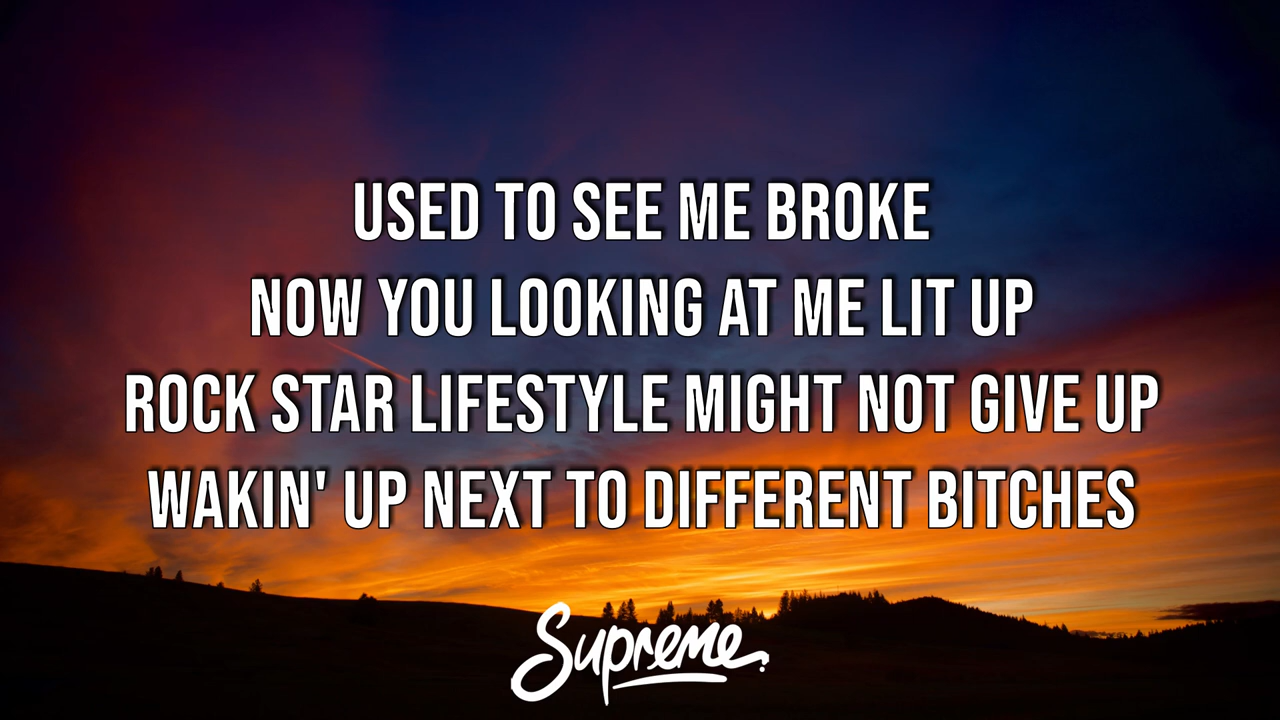 USED TO SEE ME BROKE
NOW YOU LOOKING AT ME LIT UP
ROCK STAR LIFESTYLE MIGHT NOT GIVE UP
WAKIN' UP NEXT TO DIFFERENT BITCHES
Supreme.